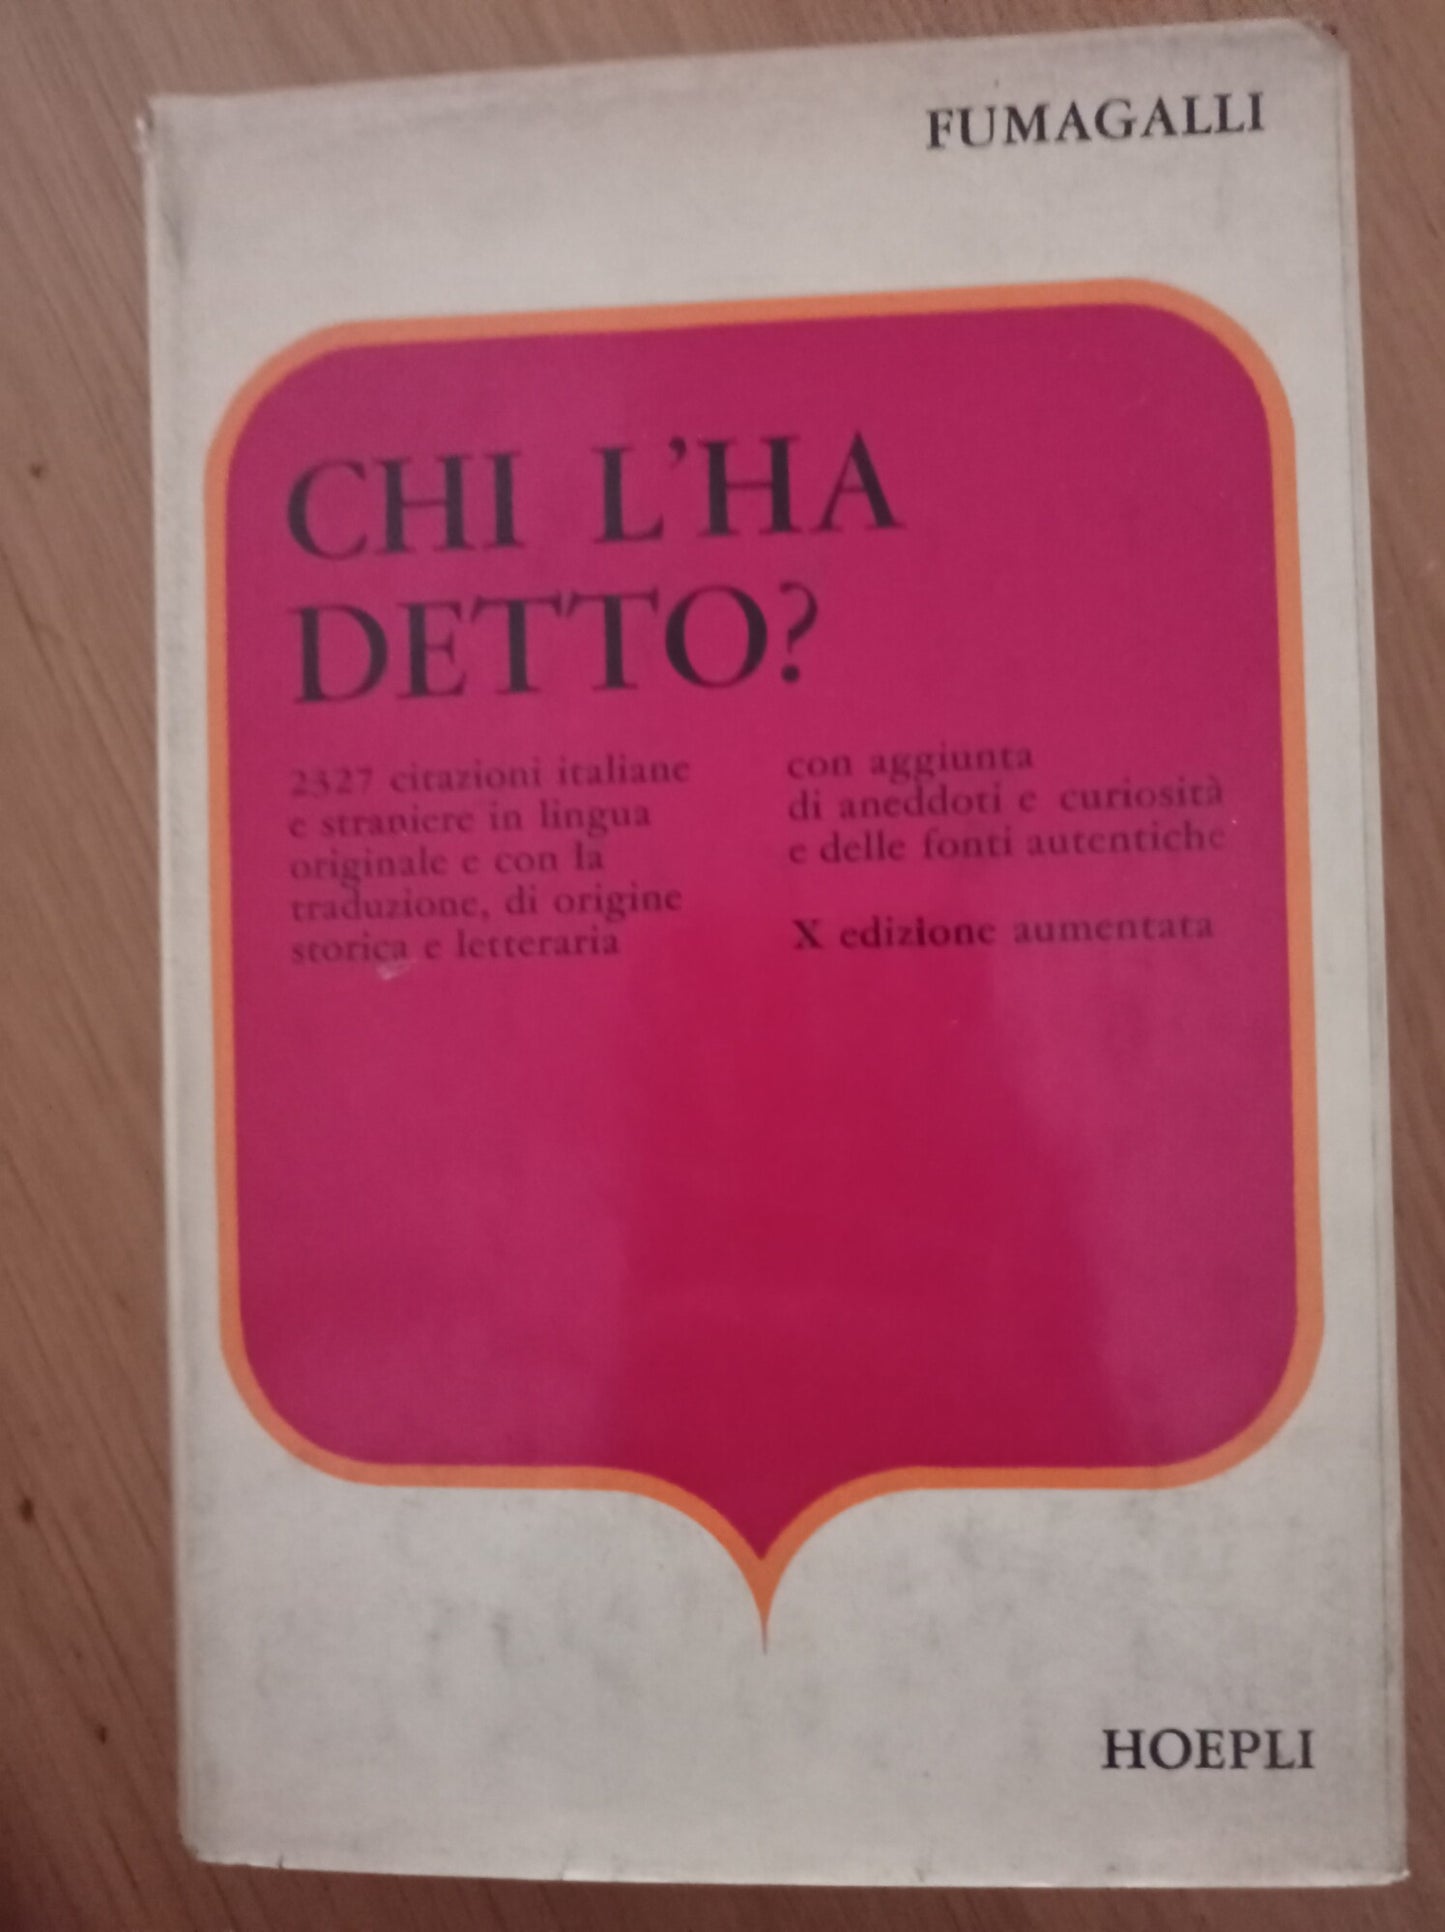 FUMAGALLI
CHI L'HA
DETTO?
2327 citazioni italiane
e straniere in lingua
originale e con la
traduzione, di origine
storica e letteraria
con aggiunta
di aneddoti e curiosità
e delle fonti autentiche
X edizione aumentata
HOEPLI